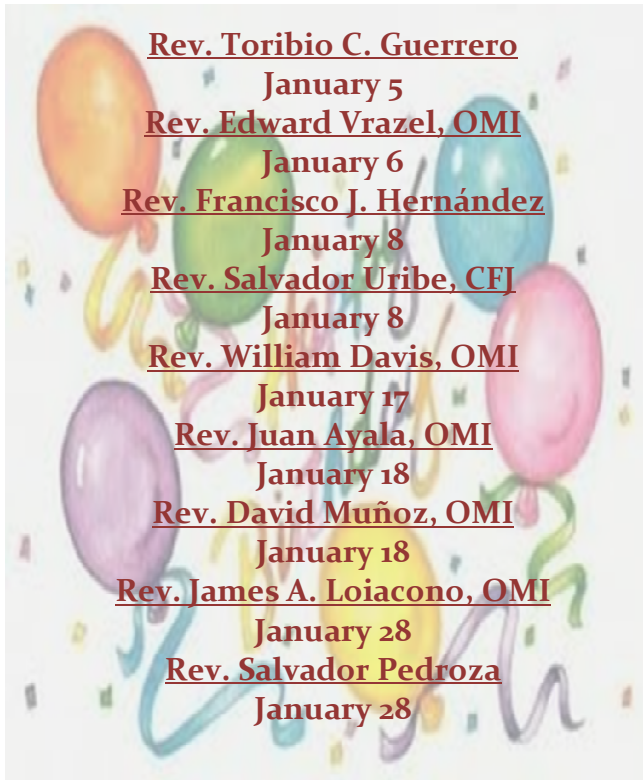 Rev. Toribio C. Guerrero
January 5
Rev. Edward Vrazel, OMI
January 6
Rev. Francisco J. Hernández
January 8
Rev. Salvador Uribe, CFJ
January 8
Rev. William Davis, OMI
January 17
Rev. Juan Ayala, OMI
January 18
Rev. David Muñoz, OMI
January 18
Rev. James A. Loiacono, OMI
January 28
Rev. Salvador Pedroza
January 28